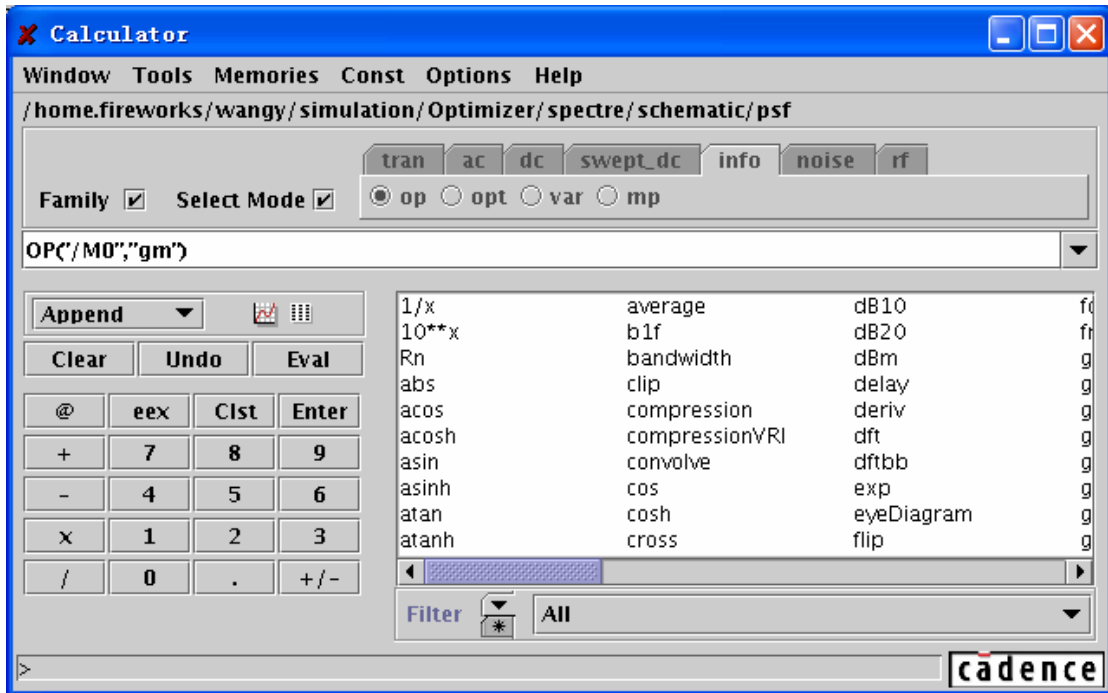 Calculator
Window Tools Memories Const Options Help
/home.fireworks/wangy/simulation/Optimizer/spectre/schematic/psf
tran ac dc swept_dc info noise rf
Family Select Mode op opt var mp
OP("/M0","gm")
Append
Clear Undo Eval
@ eex Clst Enter
+ 7 8 9
- 4 5 6
x 1 2 3
/ 0 . +/-
1/x average dB10
10**x b1f dB20
Rn bandwidth dBm
abs clip delay
acos compression deriv
acosh compressionVRI dft
asin convolve dftbb
asinh cos exp
atan cosh eyeDiagram
atanh cross flip
Filter * All
>
cādence